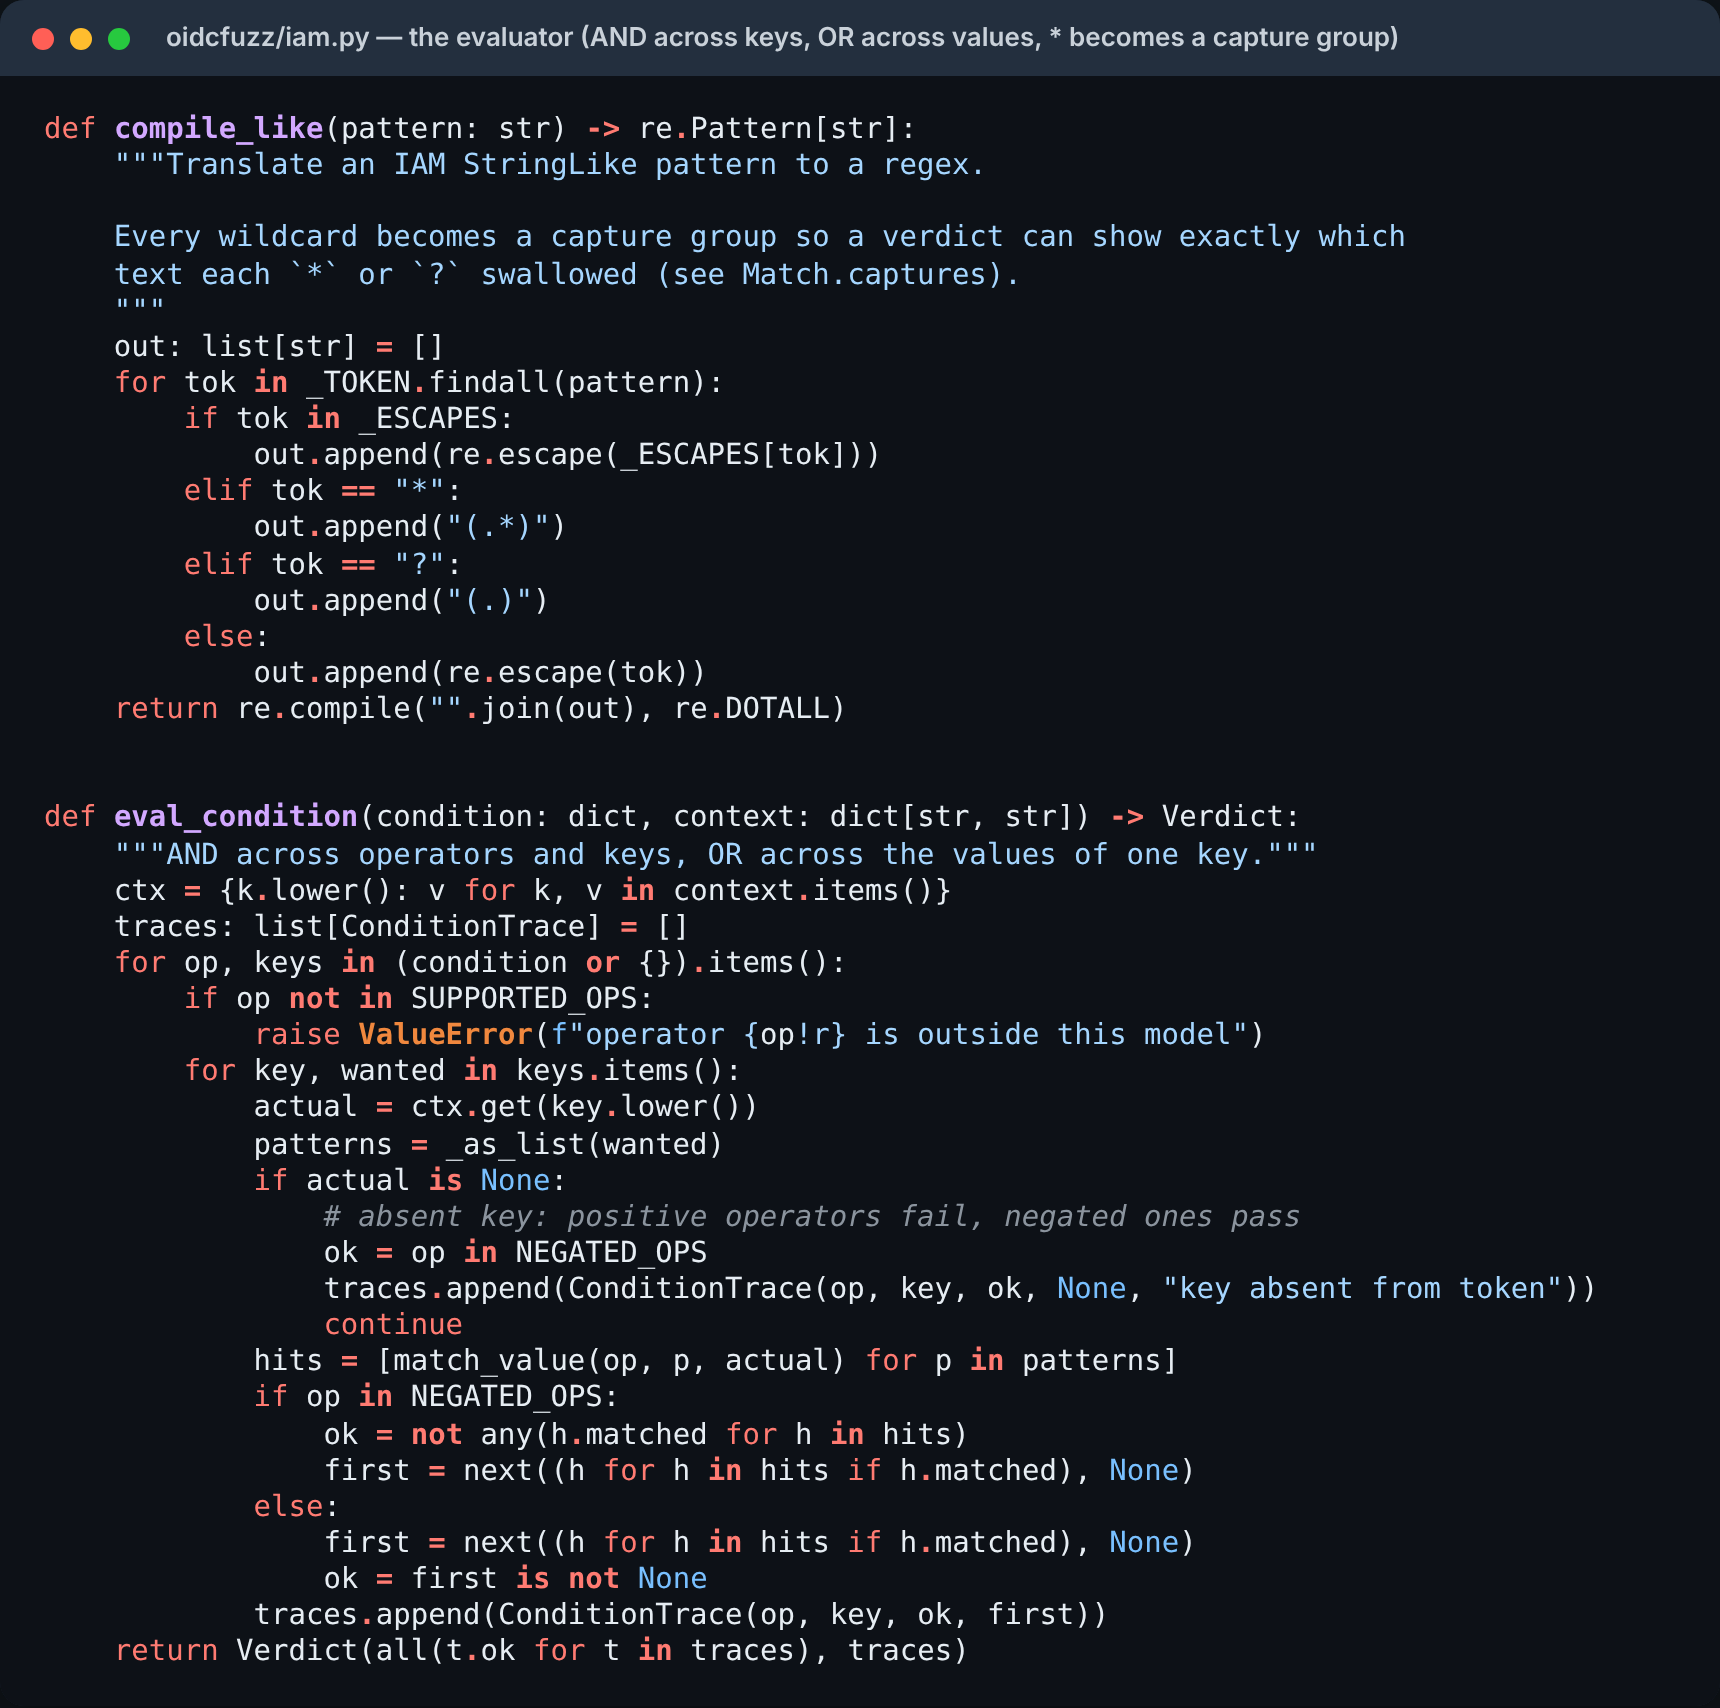 oidcfuzz/iam.py — the evaluator (AND across keys, OR across values, * becomes a capture group)
def compile_like(pattern: str) -> re.Pattern[str]:
    """Translate an IAM StringLike pattern to a regex.

    Every wildcard becomes a capture group so a verdict can show exactly which
    text each `*` or `?` swallowed (see Match.captures).
    """
    out: list[str] = []
    for tok in _TOKEN.findall(pattern):
        if tok in _ESCAPES:
            out.append(re.escape(_ESCAPES[tok]))
        elif tok == "*":
            out.append("(.*)")
        elif tok == "?":
            out.append("(.)")
        else:
            out.append(re.escape(tok))
    return re.compile("".join(out), re.DOTALL)


def eval_condition(condition: dict, context: dict[str, str]) -> Verdict:
    """AND across operators and keys, OR across the values of one key."""
    ctx = {k.lower(): v for k, v in context.items()}
    traces: list[ConditionTrace] = []
    for op, keys in (condition or {}).items():
        if op not in SUPPORTED_OPS:
            raise ValueError(f"operator {op!r} is outside this model")
        for key, wanted in keys.items():
            actual = ctx.get(key.lower())
            patterns = _as_list(wanted)
            if actual is None:
                # absent key: positive operators fail, negated ones pass
                ok = op in NEGATED_OPS
                traces.append(ConditionTrace(op, key, ok, None, "key absent from token"))
                continue
            hits = [match_value(op, p, actual) for p in patterns]
            if op in NEGATED_OPS:
                ok = not any(h.matched for h in hits)
                first = next((h for h in hits if h.matched), None)
            else:
                first = next((h for h in hits if h.matched), None)
                ok = first is not None
            traces.append(ConditionTrace(op, key, ok, first))
    return Verdict(all(t.ok for t in traces), traces)